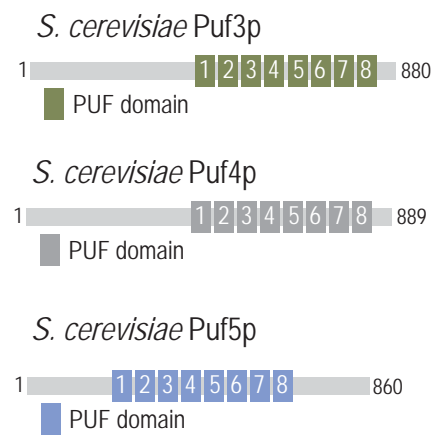 S. cerevisiae Puf3p
1 1 2 3 4 5 6 7 8 880
PUF domain
S. cerevisiae Puf4p
1 1 2 3 4 5 6 7 8 889
PUF domain
S. cerevisiae Puf5p
1 1 2 3 4 5 6 7 8 860
PUF domain